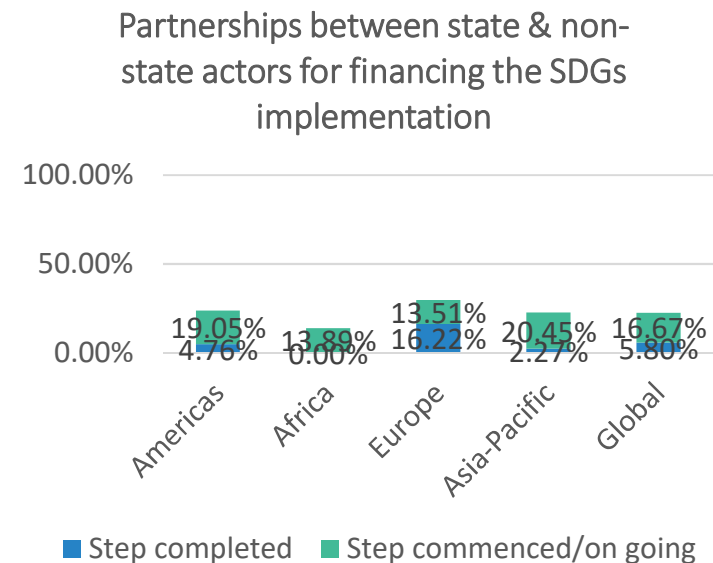 Partnerships between state & non-
state actors for financing the SDGs
implementation
100.00%
50.00%
0.00%
19.05%
4.76%
13.89%
0.00%
13.51%
16.22%
20.45%
2.27%
16.67%
5.80%
Americas
Africa
Europe
Asia-Pacific
Global
Step completed
Step commenced/on going